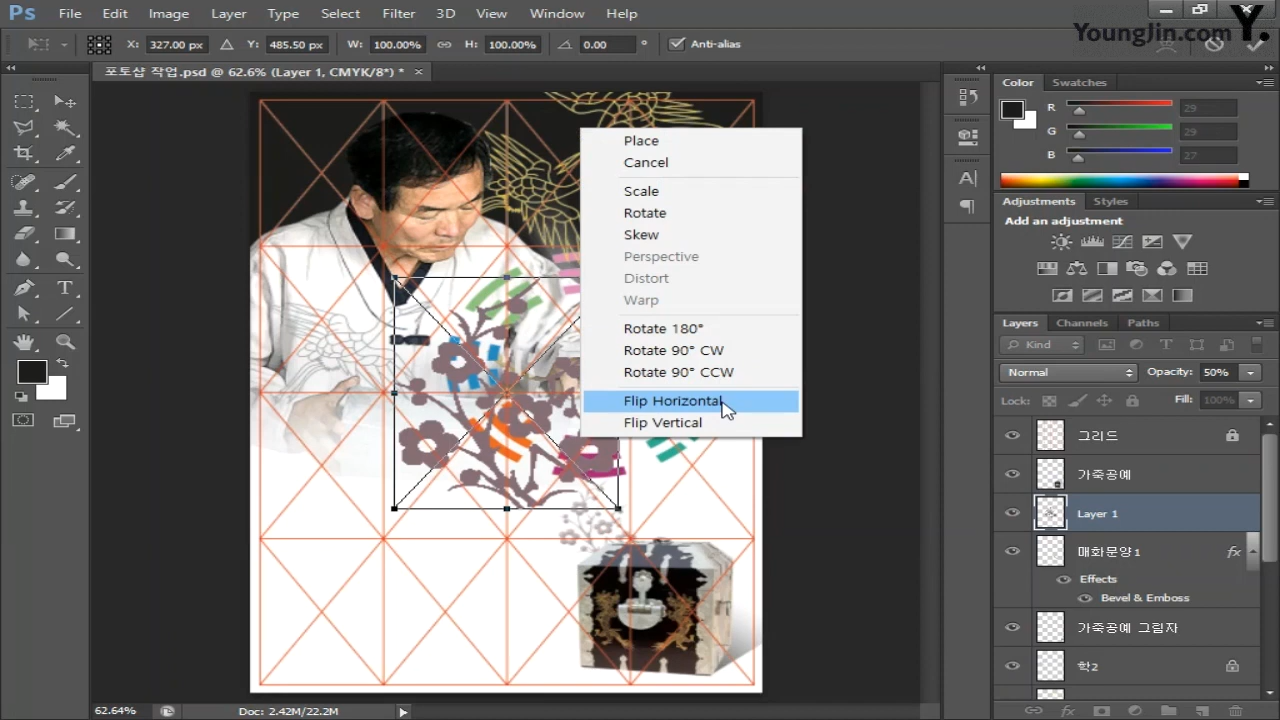 Ps File Edit Image Layer Type Select Filter 3D View Window Help
YoungJin.com Y.
X: 327.00 px Y: 485.50 px W: 100.00% H: 100.00% 0.00 ° Anti-alias
포토샵 작업.psd @ 62.6% (Layer 1, CMYK/8*) * ×
Place
Cancel
Scale
Rotate
Skew
Perspective
Distort
Warp
Rotate 180°
Rotate 90° CW
Rotate 90° CCW
Flip Horizontal
Flip Vertical
Color Swatches
R 29
G 29
B 27
Adjustments Styles
Add an adjustment
Layers Channels Paths
Kind
Normal Opacity: 50%
Lock: Fill: 100%
그리드
가죽공예
Layer 1
매화문양1 fx
Effects
Bevel & Emboss
가죽공예 그림자
학2
62.64% Doc: 2.42M/22.2M